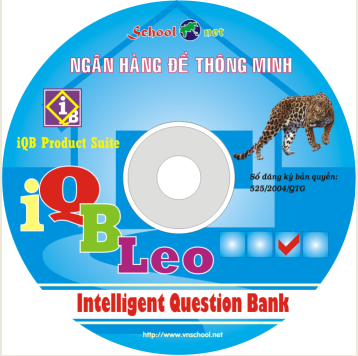 School net
NGÂN HÀNG ĐỀ THÔNG MINH
iB
iQB Product Suite
Số đăng ký bản quyền:
525/2004/QTG
iQB
Leo
Intelligent Question Bank
http://www.vnschool.net